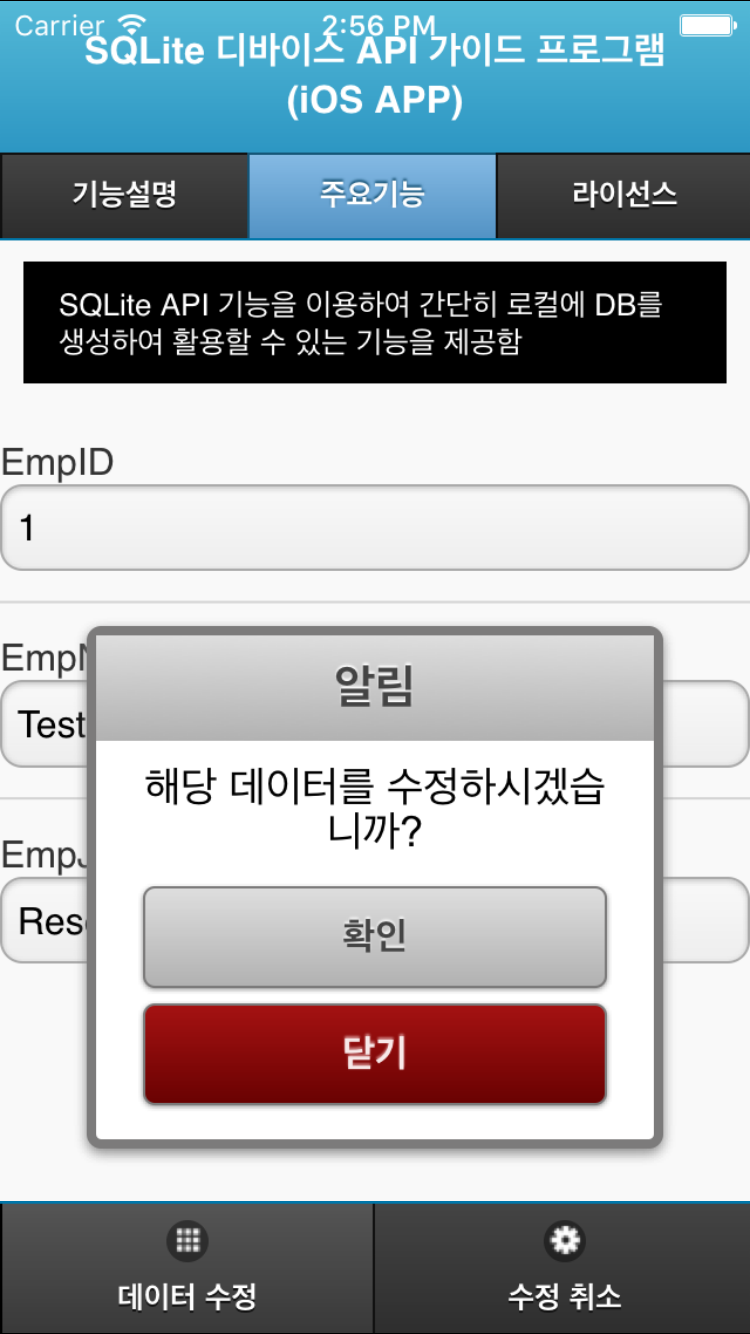 Carrier 2:56 PM
SQLite 디바이스 API 가이드 프로그램
(iOS APP)
기능설명 주요기능 라이선스
SQLite API 기능을 이용하여 간단히 로컬에 DB를
생성하여 활용할 수 있는 기능을 제공함
EmpID
1
Test
알림
해당 데이터를 수정하시겠습
니까?
확인
닫기
데이터 수정 수정 취소